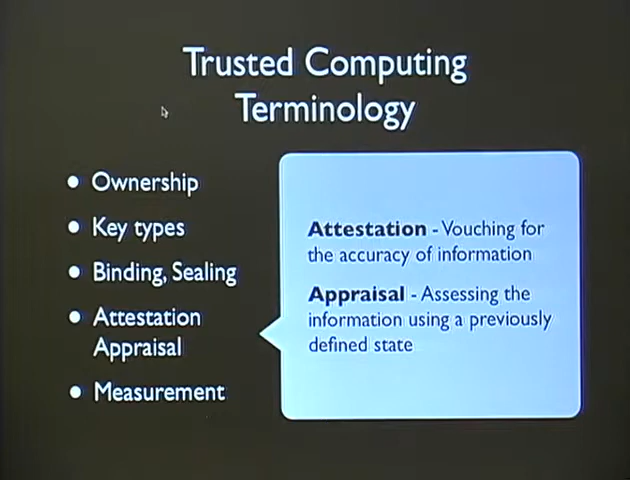 Trusted Computing
Terminology
Ownership
Key types
Binding, Sealing
Attestation
Appraisal
Measurement
Attestation - Vouching for
the accuracy of information
Appraisal - Assessing the
information using a previously
defined state